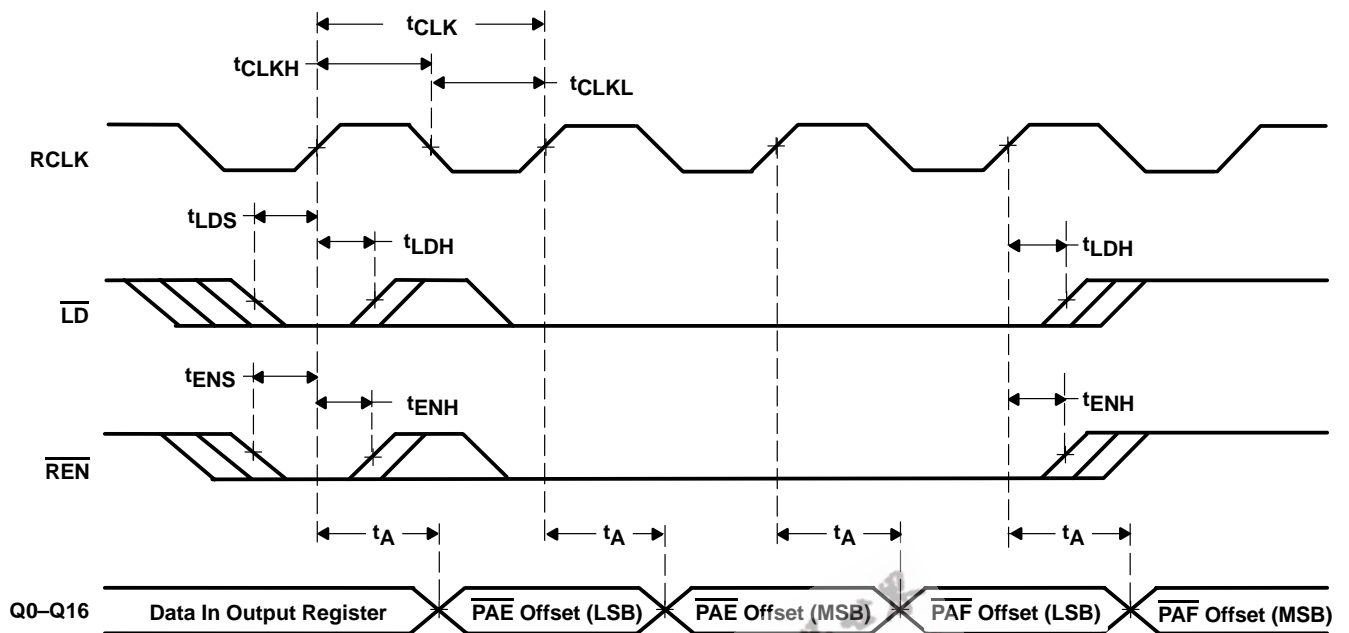 tCLK
tCLKH
tCLKL
RCLK
tLDS
tLDH
tLDH
LD
tENS
tENH
tENH
REN
tA
tA
tA
tA
Q0–Q16
Data In Output Register
PAE Offset (LSB)
PAE Offset (MSB)
PAF Offset (LSB)
PAF Offset (MSB)